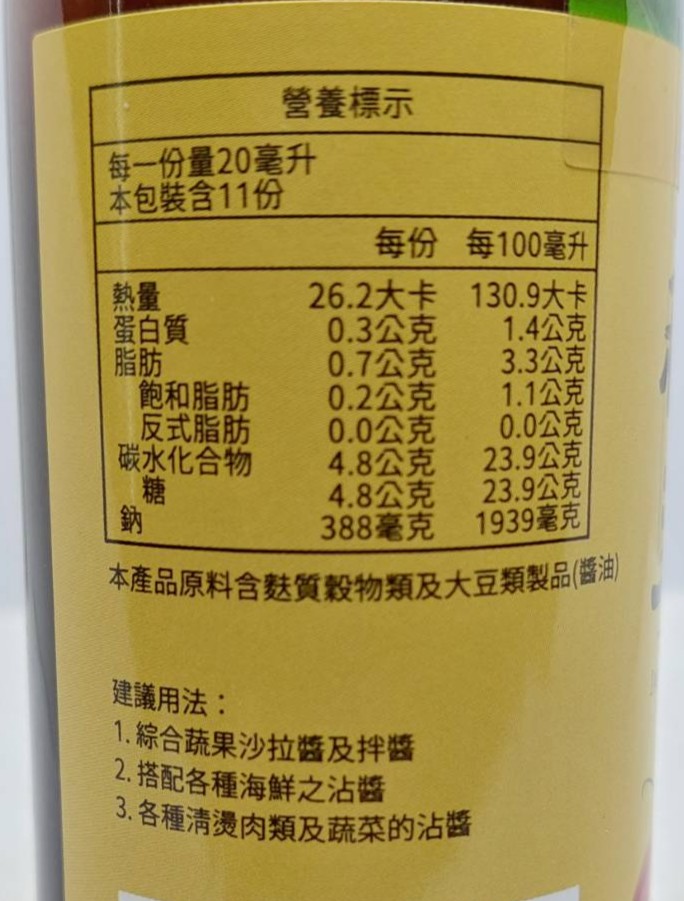 營養標示
每一份量20毫升
本包裝含11份
每份 每100毫升
熱量 26.2大卡 130.9大卡
蛋白質 0.3公克 1.4公克
脂肪 0.7公克 3.3公克
飽和脂肪 0.2公克 1.1公克
反式脂肪 0.0公克 0.0公克
碳水化合物 4.8公克 23.9公克
糖 4.8公克 23.9公克
鈉 388毫克 1939毫克
本產品原料含麩質穀物類及大豆類製品(醬油)
建議用法：
1. 綜合蔬果沙拉醬及拌醬
2. 搭配各種海鮮之沾醬
3. 各種清燙肉類及蔬菜的沾醬